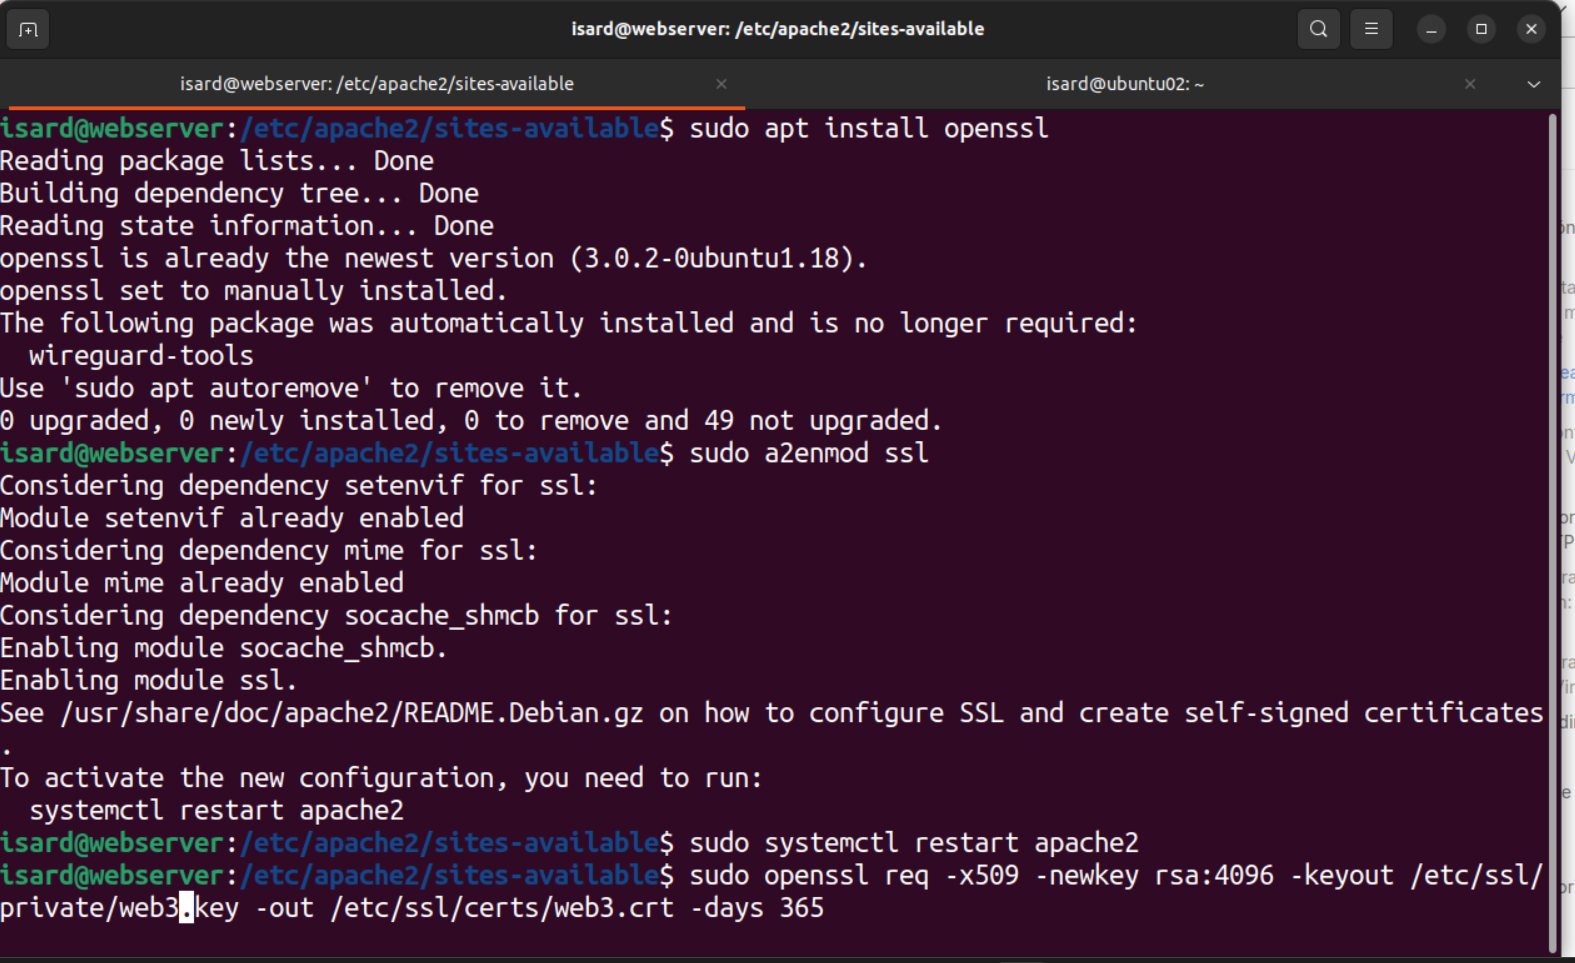 isard@webserver: /etc/apache2/sites-available
isard@webserver: /etc/apache2/sites-available
isard@ubuntu02: ~
isard@webserver:/etc/apache2/sites-available$ sudo apt install openssl
Reading package lists... Done
Building dependency tree... Done
Reading state information... Done
openssl is already the newest version (3.0.2-0ubuntu1.18).
openssl set to manually installed.
The following package was automatically installed and is no longer required:
  wireguard-tools
Use 'sudo apt autoremove' to remove it.
0 upgraded, 0 newly installed, 0 to remove and 49 not upgraded.
isard@webserver:/etc/apache2/sites-available$ sudo a2enmod ssl
Considering dependency setenvif for ssl:
Module setenvif already enabled
Considering dependency mime for ssl:
Module mime already enabled
Considering dependency socache_shmcb for ssl:
Enabling module socache_shmcb.
Enabling module ssl.
See /usr/share/doc/apache2/README.Debian.gz on how to configure SSL and create self-signed certificates
.
To activate the new configuration, you need to run:
  systemctl restart apache2
isard@webserver:/etc/apache2/sites-available$ sudo systemctl restart apache2
isard@webserver:/etc/apache2/sites-available$ sudo openssl req -x509 -newkey rsa:4096 -keyout /etc/ssl/
private/web3.key -out /etc/ssl/certs/web3.crt -days 365